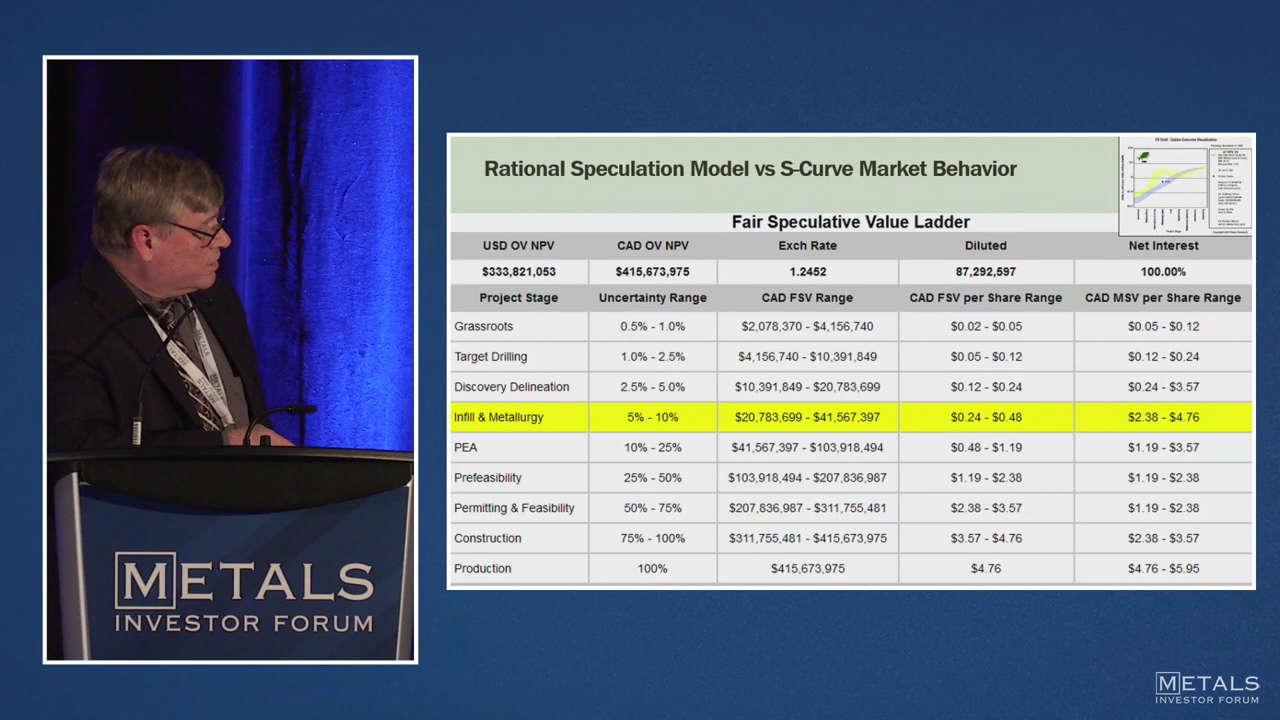 METALS
METALS
INVESTOR FORUM
Rational Speculation Model vs S-Curve Market Behavior
Fair Speculative Value Ladder
USD OV NPV CAD OV NPV Exch Rate Diluted Net Interest
$333,821,053 $415,673,975 1.2452 87,292,597 100.00%
Project Stage Uncertainty Range CAD FSV Range CAD FSV per Share Range CAD MSV per Share Range
Grassroots 0.5% - 1.0% $2,078,370 - $4,156,740 $0.02 - $0.05 $0.05 - $0.12
Target Drilling 1.0% - 2.5% $4,156,740 - $10,391,849 $0.05 - $0.12 $0.12 - $0.24
Discovery Delineation 2.5% - 5.0% $10,391,849 - $20,783,699 $0.12 - $0.24 $0.24 - $3.57
Infill & Metallurgy 5% - 10% $20,783,699 - $41,567,397 $0.24 - $0.48 $2.38 - $4.76
PEA 10% - 25% $41,567,397 - $103,918,494 $0.48 - $1.19 $1.19 - $3.57
Prefeasibility 25% - 50% $103,918,494 - $207,836,987 $1.19 - $2.38 $1.19 - $2.38
Permitting & Feasibility 50% - 75% $207,836,987 - $311,755,481 $2.38 - $3.57 $1.19 - $2.38
Construction 75% - 100% $311,755,481 - $415,673,975 $3.57 - $4.76 $2.38 - $3.57
Production 100% $415,673,975 $4.76 $4.76 - $5.95
METALS
INVESTOR FORUM